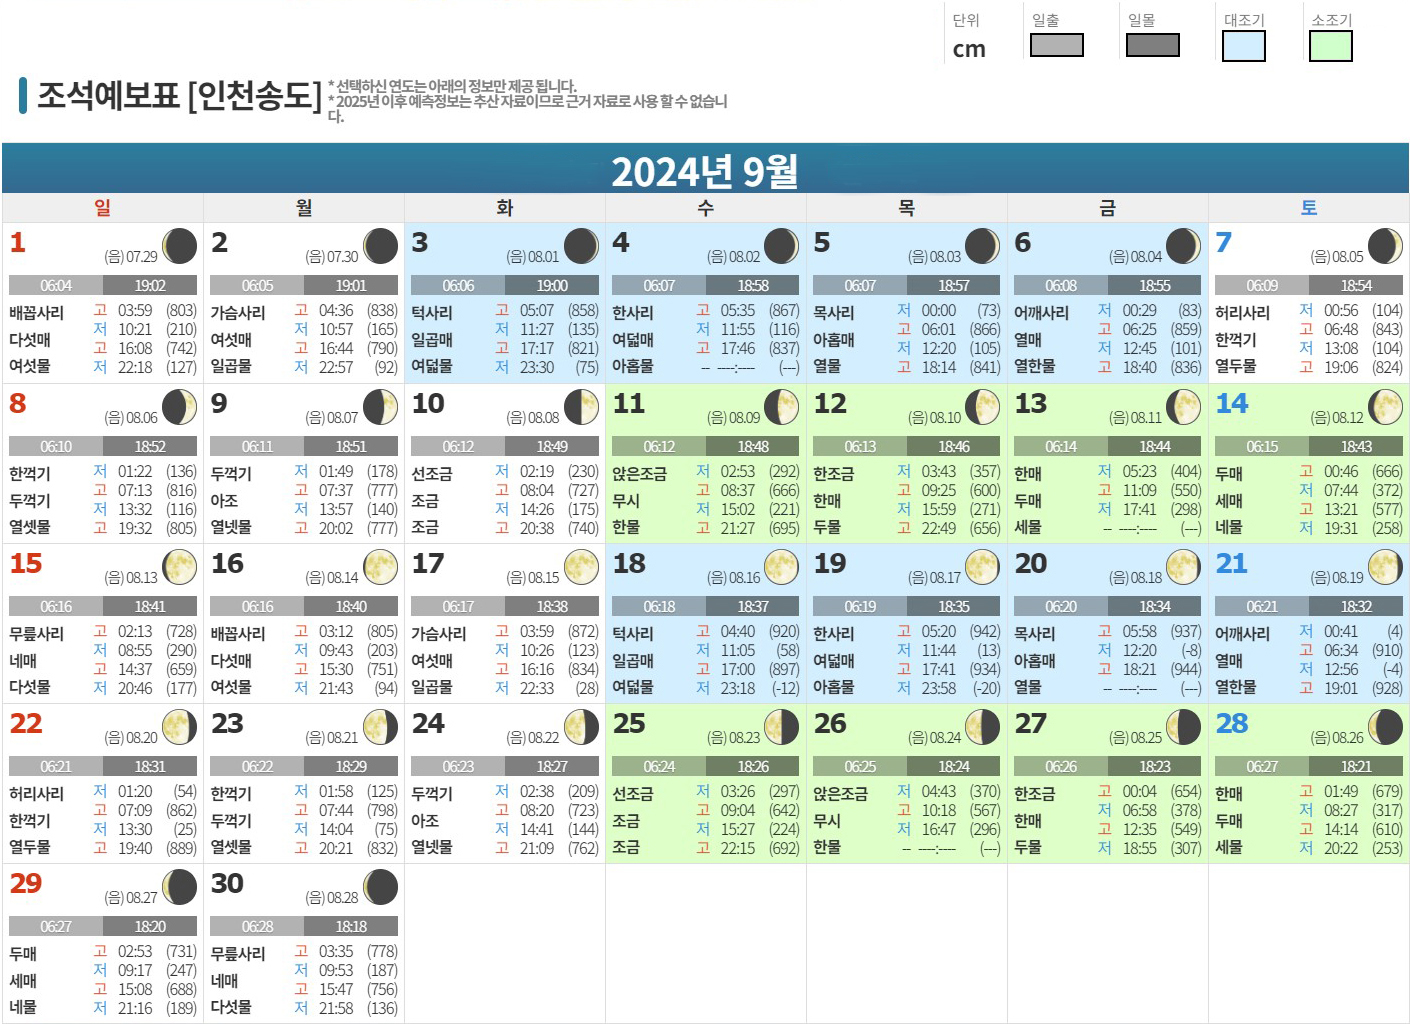 단위 일출 일몰 대조기 소조기
cm
조석예보표 [인천송도]
* 선택하신 연도는 아래의 정보만 제공 됩니다.
* 2025년 이후 예측정보는 추산 자료이므로 근거 자료로 사용 할 수 없습니
다.
2024년 9월
일 월 화 수 목 금 토
1 (음) 07.29
06:04 19:02
배꼽사리 고 03:59 (803)
다섯매 저 10:21 (210)
고 16:08 (742)
여섯물 저 22:18 (127)
2 (음) 07.30
06:05 19:01
가슴사리 고 04:36 (838)
여섯매 저 10:57 (165)
고 16:44 (790)
일곱물 저 22:57 (92)
3 (음) 08.01
06:06 19:00
턱사리 고 05:07 (858)
일곱매 저 11:27 (135)
고 17:17 (821)
여덟물 저 23:30 (75)
4 (음) 08.02
06:07 18:58
한사리 고 05:35 (867)
여덟매 저 11:55 (116)
고 17:46 (837)
아홉물 -- ----:---- (---)
5 (음) 08.03
06:07 18:57
목사리 저 00:00 (73)
아홉매 고 06:01 (866)
저 12:20 (105)
열물 고 18:14 (841)
6 (음) 08.04
06:08 18:55
어깨사리 저 00:29 (83)
열매 고 06:25 (859)
저 12:45 (101)
열한물 고 18:40 (836)
7 (음) 08.05
06:09 18:54
허리사리 저 00:56 (104)
한꺽기 고 06:48 (843)
저 13:08 (104)
열두물 고 19:06 (824)
8 (음) 08.06
06:10 18:52
한꺽기 저 01:22 (136)
두꺽기 고 07:13 (816)
저 13:32 (116)
열셋물 고 19:32 (805)
9 (음) 08.07
06:11 18:51
두꺽기 저 01:49 (178)
아조 고 07:37 (777)
저 13:57 (140)
열넷물 고 20:02 (777)
10 (음) 08.08
06:12 18:49
선조금 저 02:19 (230)
조금 고 08:04 (727)
저 14:26 (175)
조금 고 20:38 (740)
11 (음) 08.09
06:12 18:48
앉은조금 저 02:53 (292)
무시 고 08:37 (666)
저 15:02 (221)
한물 고 21:27 (695)
12 (음) 08.10
06:13 18:46
한조금 저 03:43 (357)
한매 고 09:25 (600)
저 15:59 (271)
두물 고 22:49 (656)
13 (음) 08.11
06:14 18:44
한매 저 05:23 (404)
두매 고 11:09 (550)
저 17:41 (298)
세물 -- ----:---- (---)
14 (음) 08.12
06:15 18:43
두매 고 00:46 (666)
세매 저 07:44 (372)
고 13:21 (577)
네물 저 19:31 (258)
15 (음) 08.13
06:16 18:41
무릎사리 고 02:13 (728)
네매 저 08:55 (290)
고 14:37 (659)
다섯물 저 20:46 (177)
16 (음) 08.14
06:16 18:40
배꼽사리 고 03:12 (805)
다섯매 저 09:43 (203)
고 15:30 (751)
여섯물 저 21:43 (94)
17 (음) 08.15
06:17 18:38
가슴사리 고 03:59 (872)
여섯매 저 10:26 (123)
고 16:16 (834)
일곱물 저 22:33 (28)
18 (음) 08.16
06:18 18:37
턱사리 고 04:40 (920)
일곱매 저 11:05 (58)
고 17:00 (897)
여덟물 저 23:18 (-12)
19 (음) 08.17
06:19 18:35
한사리 고 05:20 (942)
여덟매 저 11:44 (13)
고 17:41 (934)
아홉물 저 23:58 (-20)
20 (음) 08.18
06:20 18:34
목사리 고 05:58 (937)
아홉매 저 12:20 (-8)
고 18:21 (944)
열물 -- ----:---- (---)
21 (음) 08.19
06:21 18:32
어깨사리 저 00:41 (4)
열매 고 06:34 (910)
저 12:56 (-4)
열한물 고 19:01 (928)
22 (음) 08.20
06:21 18:31
허리사리 저 01:20 (54)
한꺽기 고 07:09 (862)
저 13:30 (25)
열두물 고 19:40 (889)
23 (음) 08.21
06:22 18:29
한꺽기 저 01:58 (125)
두꺽기 고 07:44 (798)
저 14:04 (75)
열셋물 고 20:21 (832)
24 (음) 08.22
06:23 18:27
두꺽기 저 02:38 (209)
아조 고 08:20 (723)
저 14:41 (144)
열넷물 고 21:09 (762)
25 (음) 08.23
06:24 18:26
선조금 저 03:26 (297)
조금 고 09:04 (642)
저 15:27 (224)
조금 고 22:15 (692)
26 (음) 08.24
06:25 18:24
앉은조금 저 04:43 (370)
무시 고 10:18 (567)
저 16:47 (296)
한물 -- ----:---- (---)
27 (음) 08.25
06:26 18:23
한조금 고 00:04 (654)
한매 저 06:58 (378)
고 12:35 (549)
두물 저 18:55 (307)
28 (음) 08.26
06:27 18:21
한매 고 01:49 (679)
두매 저 08:27 (317)
고 14:14 (610)
세물 저 20:22 (253)
29 (음) 08.27
06:27 18:20
두매 고 02:53 (731)
세매 저 09:17 (247)
고 15:08 (688)
네물 저 21:16 (189)
30 (음) 08.28
06:28 18:18
무릎사리 고 03:35 (778)
네매 저 09:53 (187)
고 15:47 (756)
다섯물 저 21:58 (136)